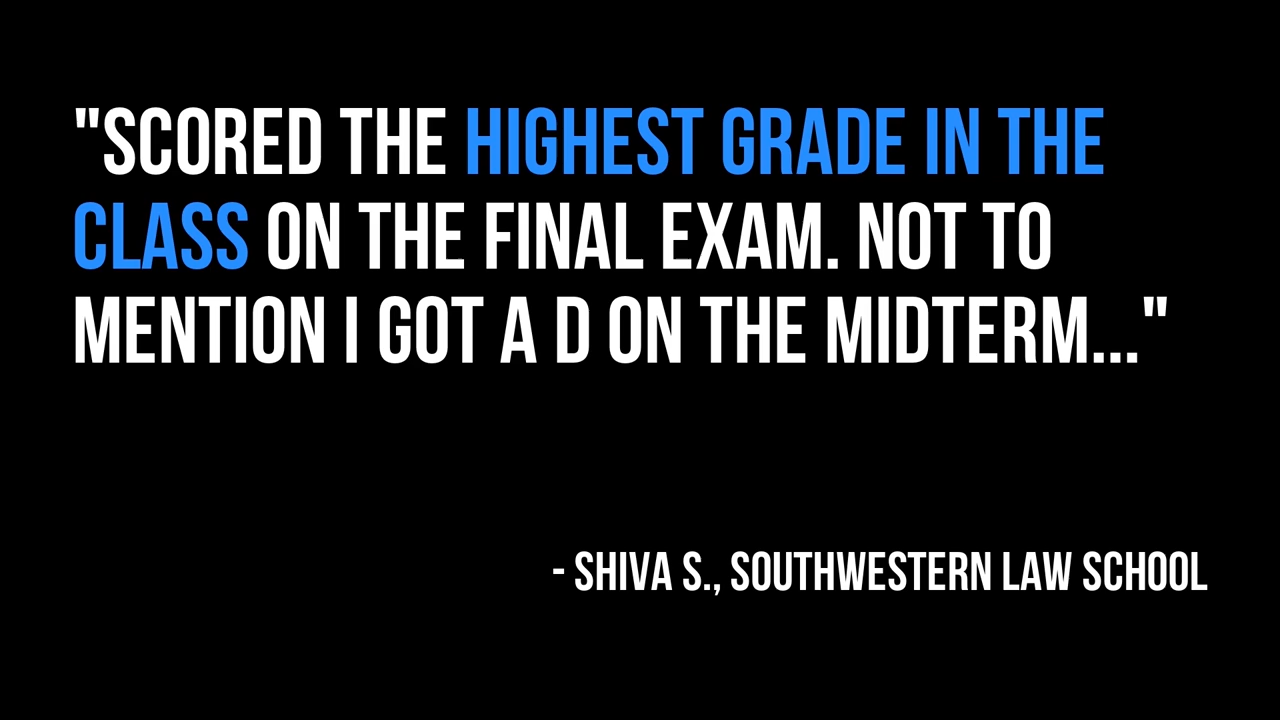 "SCORED THE HIGHEST GRADE IN THE
CLASS ON THE FINAL EXAM. NOT TO
MENTION I GOT A D ON THE MIDTERM..."
- SHIVA S., SOUTHWESTERN LAW SCHOOL